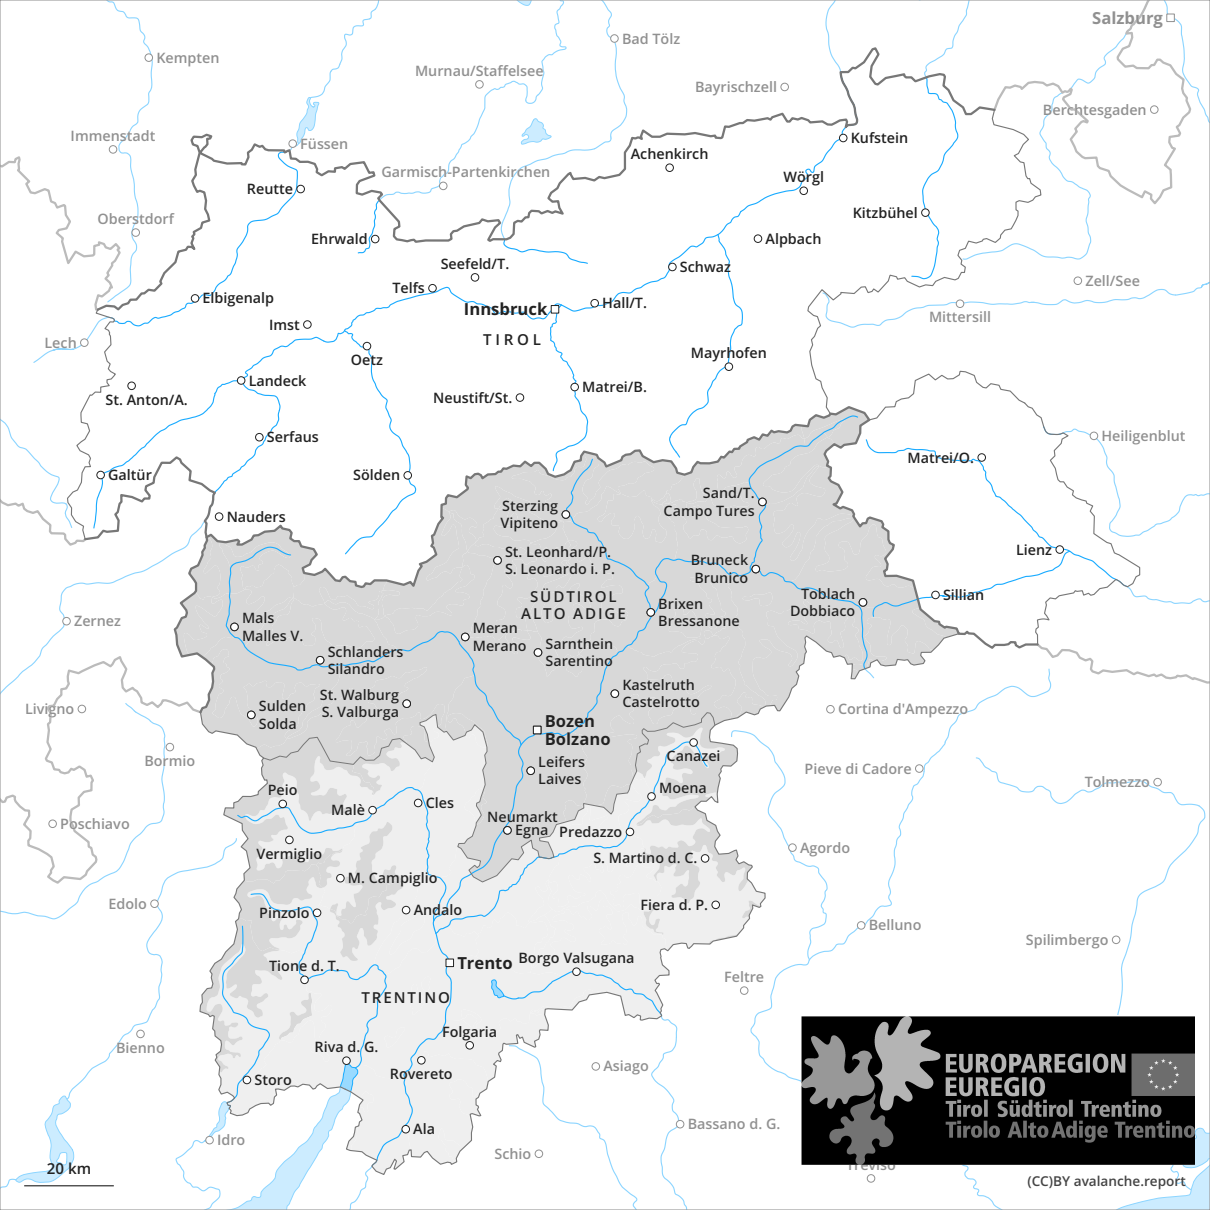 Salzburg
Bad Tölz
Kempten
Murnau/Staffelsee
Bayrischzell
Berchtesgaden
Immenstadt
Füssen
Kufstein
Achenkirch
Garmisch-Partenkirchen
Wörgl
Reutte
Kitzbühel
Oberstdorf
Ehrwald
Alpbach
Seefeld/T.
Schwaz
Zell/See
Telfs
Elbigenalp
Hall/T.
Innsbruck
Mittersill
Imst
TIROL
Lech
Oetz
Mayrhofen
Landeck
Matrei/B.
St. Anton/A.
Neustift/St.
Serfaus
Heiligenblut
Matrei/O.
Galtür
Sölden
Sand/T.
Campo Tures
Sterzing
Vipiteno
Nauders
St. Leonhard/P.
S. Leonardo i. P.
Lienz
Bruneck
Brunico
SÜDTIROL
ALTO ADIGE
Toblach
Dobbiaco
Sillian
Brixen
Bressanone
Zernez
Mals
Malles V.
Meran
Merano
Sarnthein
Sarentino
Schlanders
Silandro
Kastelruth
Castelrotto
St. Walburg
S. Valburga
Livigno
Sulden
Solda
Cortina d'Ampezzo
Bozen
Bolzano
Bormio
Canazei
Leifers
Laives
Pieve di Cadore
Tolmezzo
Peio
Moena
Malè
Cles
Neumarkt
Egna
Predazzo
Poschiavo
Vermiglio
Agordo
S. Martino d. C.
M. Campiglio
Edolo
Pinzolo
Andalo
Fiera d. P.
Belluno
Spilimbergo
Trento
Borgo Valsugana
Tione d. T.
Feltre
TRENTINO
Folgaria
Bienno
Riva d. G.
Rovereto
Asiago
Storo
EUROPAREGION
EUREGIO
Tirol Südtirol Trentino
Tirolo Alto Adige Trentino
Ala
Bassano d. G.
Idro
Schio
Treviso
20 km
(CC)BY avalanche.report